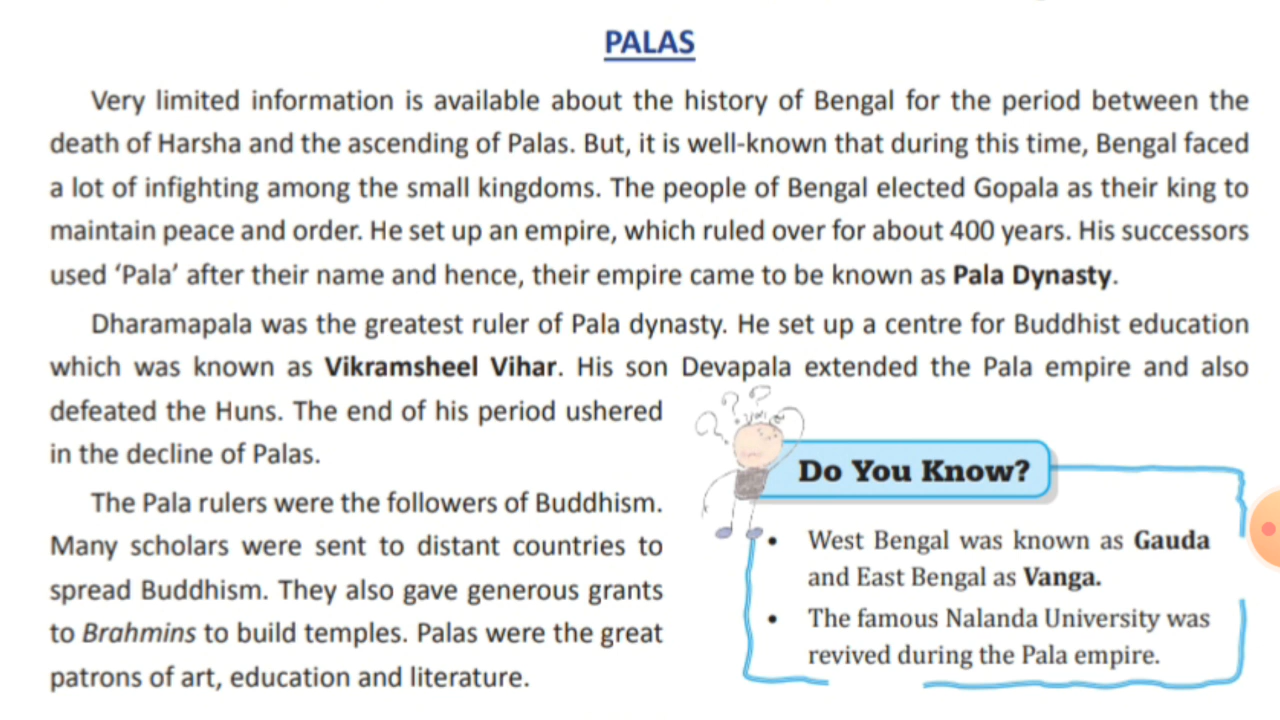 PALAS
Very limited information is available about the history of Bengal for the period between the
death of Harsha and the ascending of Palas. But, it is well-known that during this time, Bengal faced
a lot of infighting among the small kingdoms. The people of Bengal elected Gopala as their king to
maintain peace and order. He set up an empire, which ruled over for about 400 years. His successors
used ‘Pala’ after their name and hence, their empire came to be known as Pala Dynasty.
Dharamapala was the greatest ruler of Pala dynasty. He set up a centre for Buddhist education
which was known as Vikramsheel Vihar. His son Devapala extended the Pala empire and also
defeated the Huns. The end of his period ushered
in the decline of Palas.
The Pala rulers were the followers of Buddhism.
Many scholars were sent to distant countries to
spread Buddhism. They also gave generous grants
to Brahmins to build temples. Palas were the great
patrons of art, education and literature.
? ? ?
Do You Know?
• West Bengal was known as Gauda
and East Bengal as Vanga.
• The famous Nalanda University was
revived during the Pala empire.